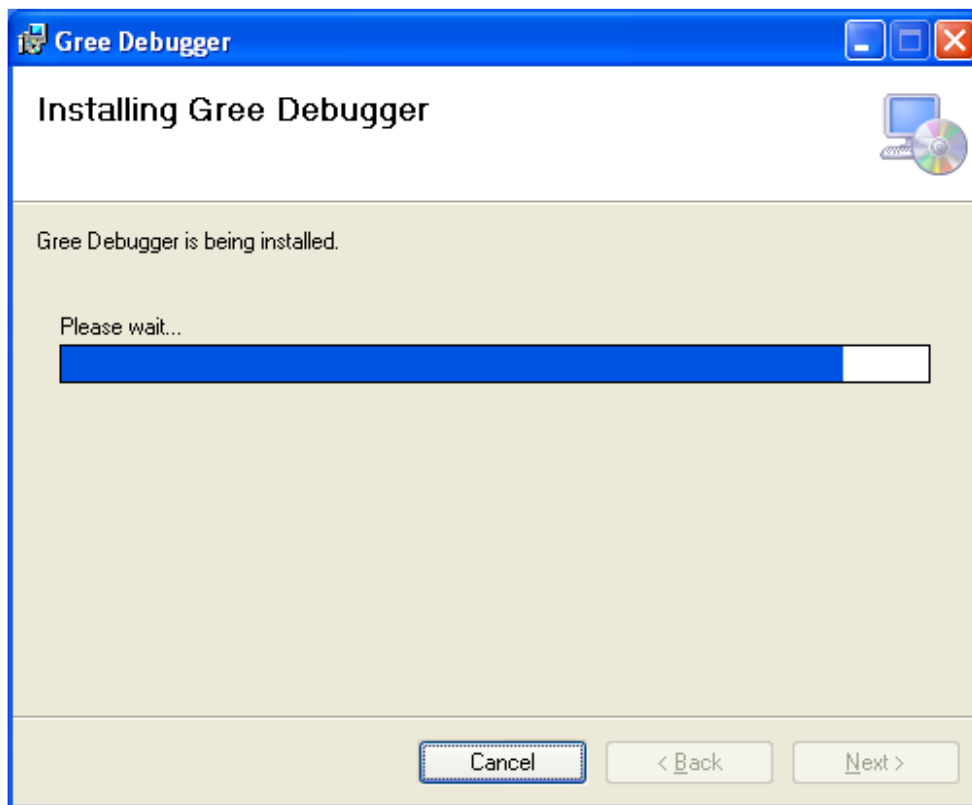 Gree Debugger
Installing Gree Debugger
Gree Debugger is being installed.
Please wait...
Cancel
< Back
Next >